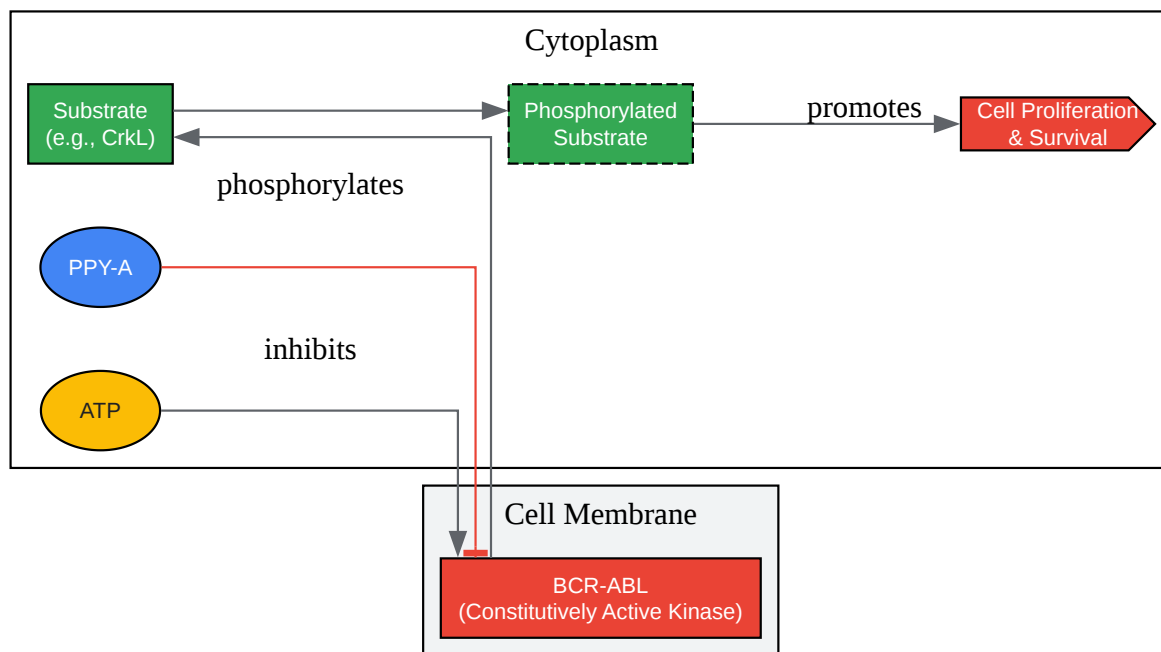 Cytoplasm
Substrate
(e.g., CrkL)
Phosphorylated
Substrate
promotes
Cell Proliferation
& Survival
phosphorylates
PPY-A
inhibits
ATP
Cell Membrane
BCR-ABL
(Constitutively Active Kinase)